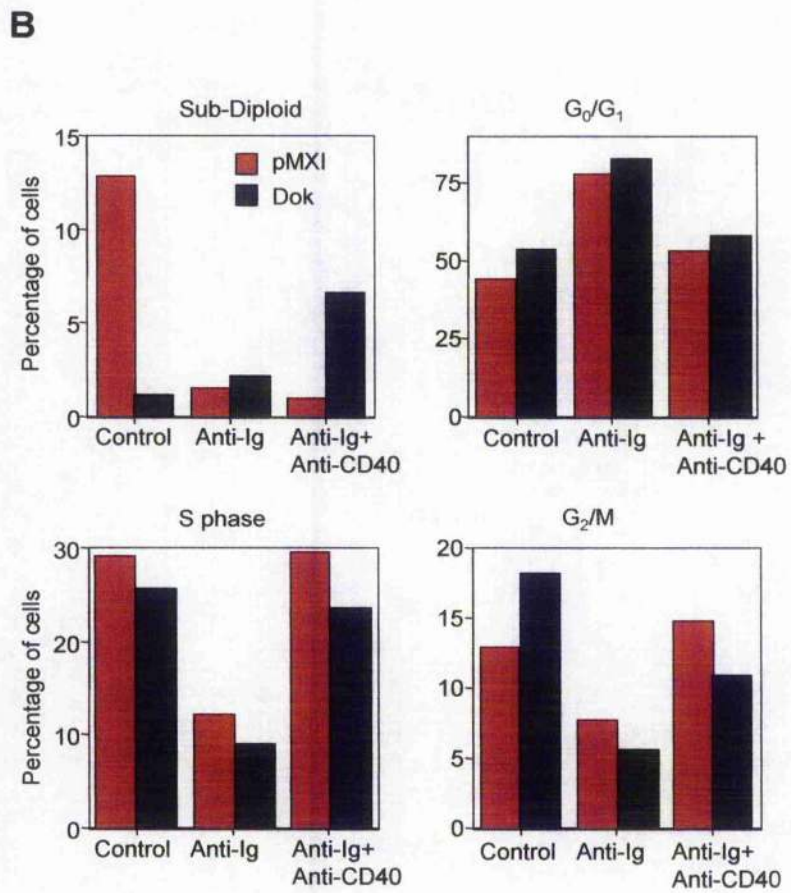 B
Sub-Diploid
15
10
5
0
Percentage of cells
pMXI
Dok
Control Anti-Ig Anti-Ig+
Anti-CD40
G₀/G₁
75
50
25
0
Control Anti-Ig Anti-Ig +
Anti-CD40
S phase
30
20
10
0
Percentage of cells
Control Anti-Ig Anti-Ig+
Anti-CD40
G₂/M
20
15
10
5
0
Control Anti-Ig Anti-Ig+
Anti-CD40